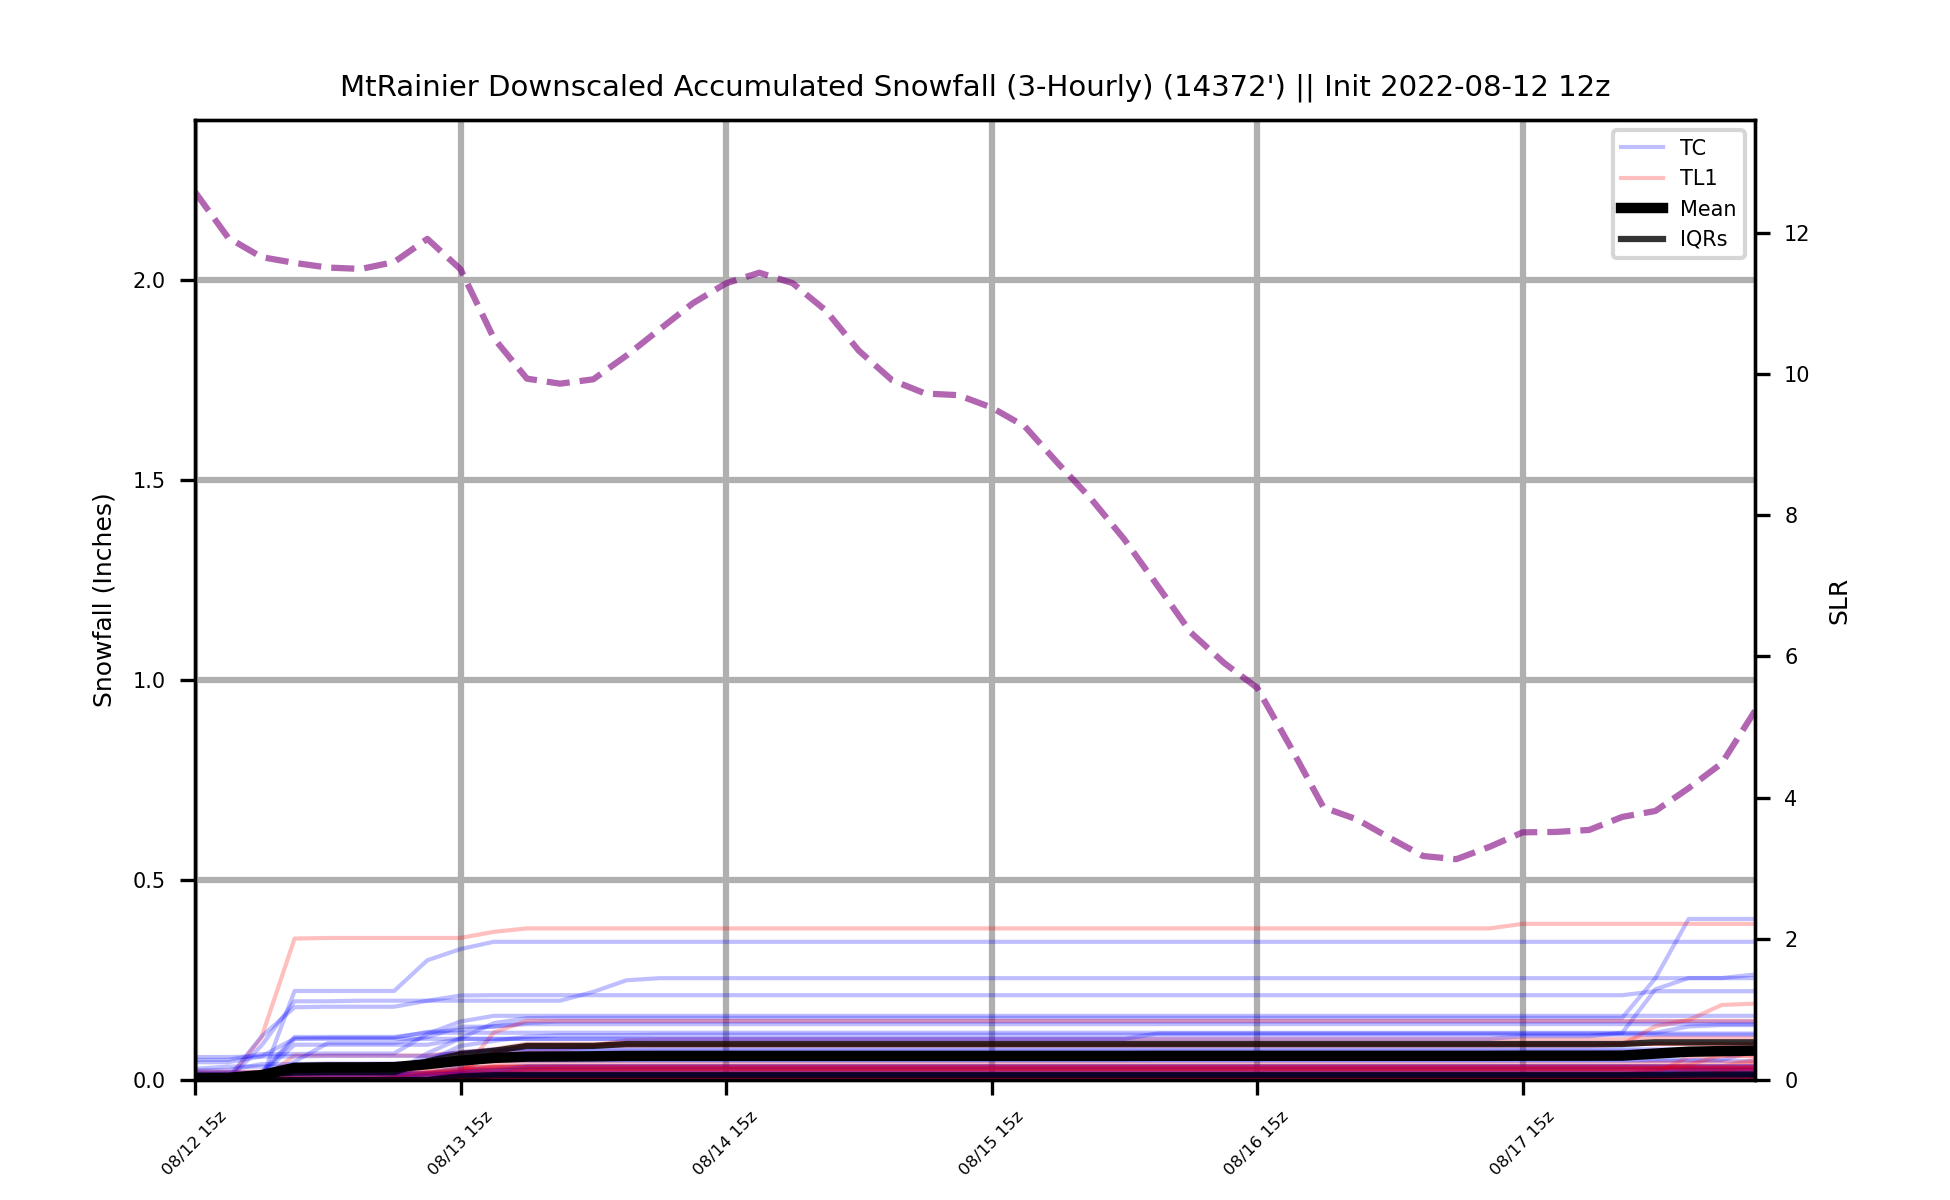 MtRainier Downscaled Accumulated Snowfall (3-Hourly) (14372') || Init 2022-08-12 12z
TC
TL1
Mean
IQRs
Snowfall (Inches)
2.0
1.5
1.0
0.5
0.0
12
10
8
6
4
2
0
SLR
08/12 15z
08/13 15z
08/14 15z
08/15 15z
08/16 15z
08/17 15z